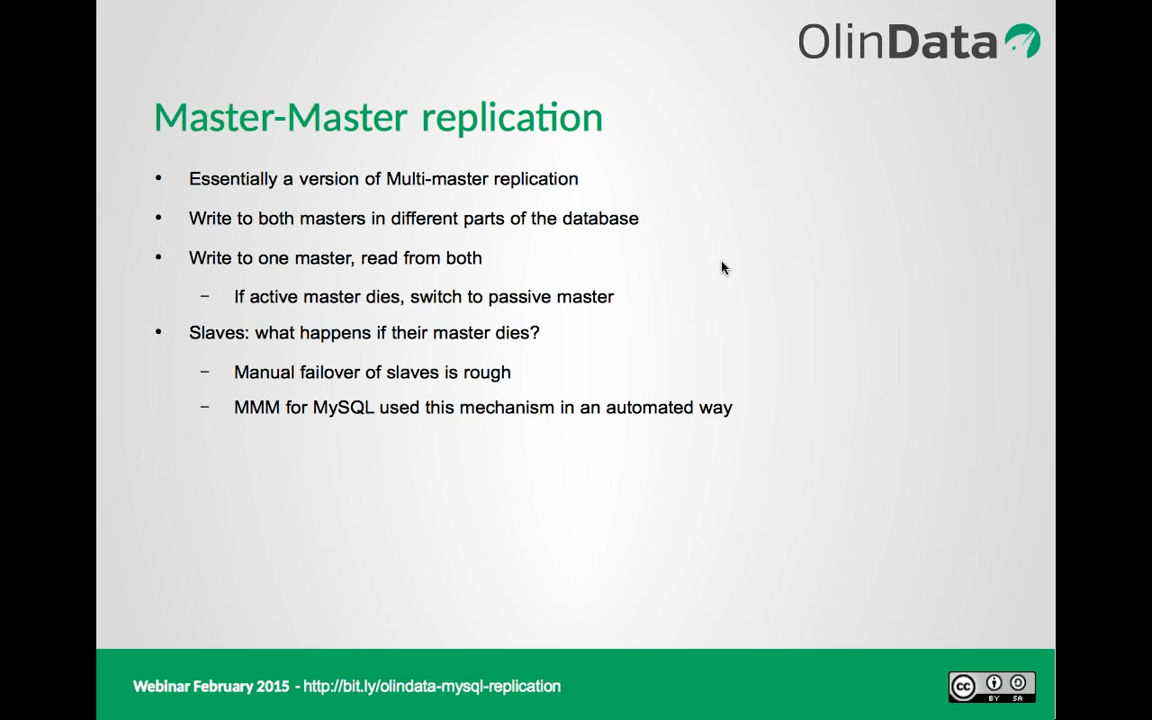 OlinData
Master-Master replication
• Essentially a version of Multi-master replication
• Write to both masters in different parts of the database
• Write to one master, read from both
– If active master dies, switch to passive master
• Slaves: what happens if their master dies?
– Manual failover of slaves is rough
– MMM for MySQL used this mechanism in an automated way
Webinar February 2015 - http://bit.ly/olindata-mysql-replication
cc BY SA